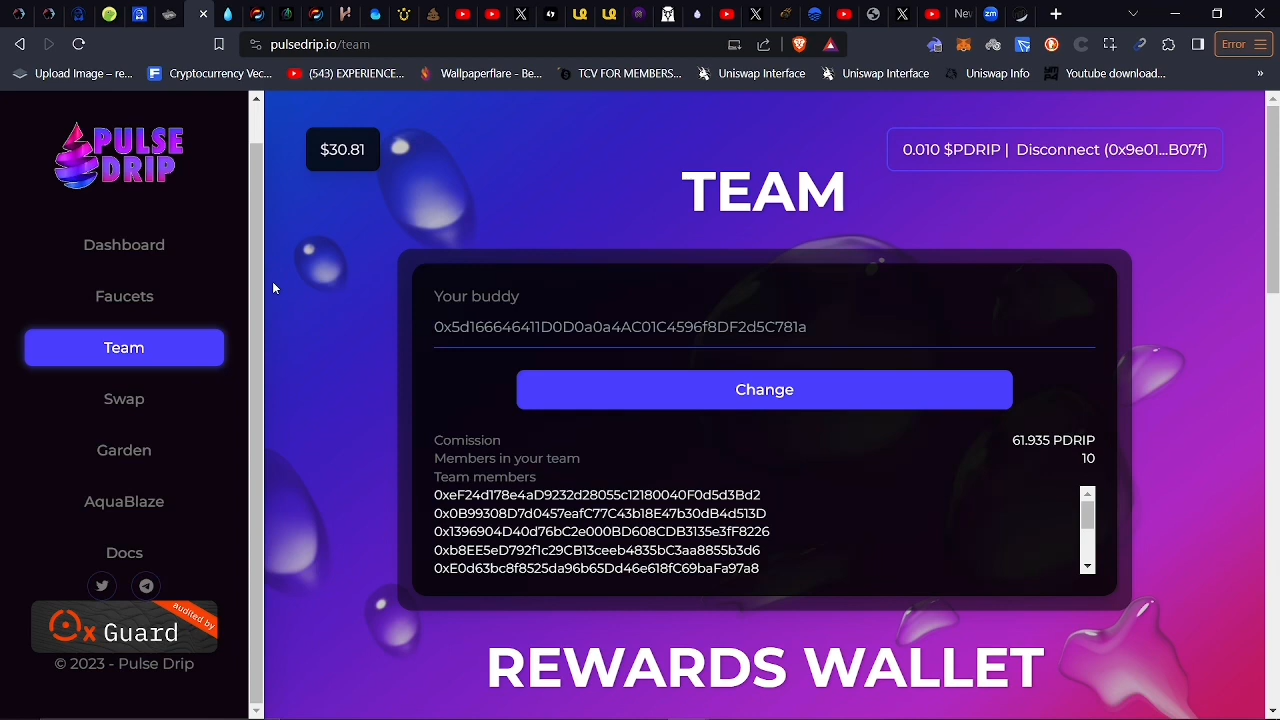 New
pulsedrip.io/team
Error
Upload Image - re...
Cryptocurrency Vec...
(543) EXPERIENCE...
Wallpaperflare - Be...
TCV FOR MEMBERS...
Uniswap Interface
Uniswap Interface
Uniswap Info
Youtube download...
»
PULSE
DRIP
Dashboard
Faucets
Team
Swap
Garden
AquaBlaze
Docs
audited by
0x Guard
© 2023 - Pulse Drip
$30.81
0.010 $PDRIP | Disconnect (0x9e01...B07f)
TEAM
Your buddy
0x5d166646411D0D0a0a4AC01C4596f8DF2d5C781a
Change
Comission
61.935 PDRIP
Members in your team
10
Team members
0xeF24d178e4aD9232d28055c12180040F0d5d3Bd2
0x0B99308D7d0457eafC77C43b18E47b30dB4d513D
0x1396904D40d76bC2e000BD608CDB3135e3fF8226
0xb8EE5eD792f1C29CB13ceeb4835bC3aa8855b3d6
0xE0d63bc8f8525da96b65Dd46e618fC69baFa97a8
REWARDS WALLET